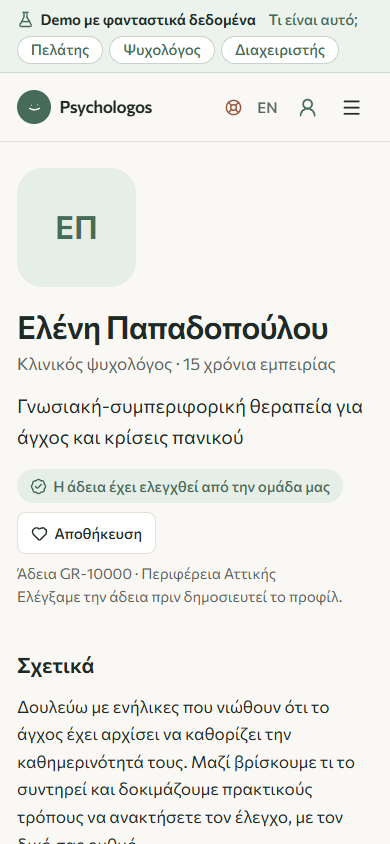 Demo με φανταστικά δεδομένα Τι είναι αυτό;
Πελάτης Ψυχολόγος Διαχειριστής
Psychologos EN
ΕΠ
Ελένη Παπαδοπούλου
Κλινικός ψυχολόγος · 15 χρόνια εμπειρίας
Γνωσιακή-συμπεριφορική θεραπεία για
άγχος και κρίσεις πανικού
Η άδεια έχει ελεγχθεί από την ομάδα μας
Αποθήκευση
Άδεια GR-10000 · Περιφέρεια Αττικής
Ελέγξαμε την άδεια πριν δημοσιευτεί το προφίλ.
Σχετικά
Δουλεύω με ενήλικες που νιώθουν ότι το
άγχος έχει αρχίσει να καθορίζει την
καθημερινότητά τους. Μαζί βρίσκουμε τι το
συντηρεί και δοκιμάζουμε πρακτικούς
τρόπους να ανακτήσετε τον έλεγχο, με τον